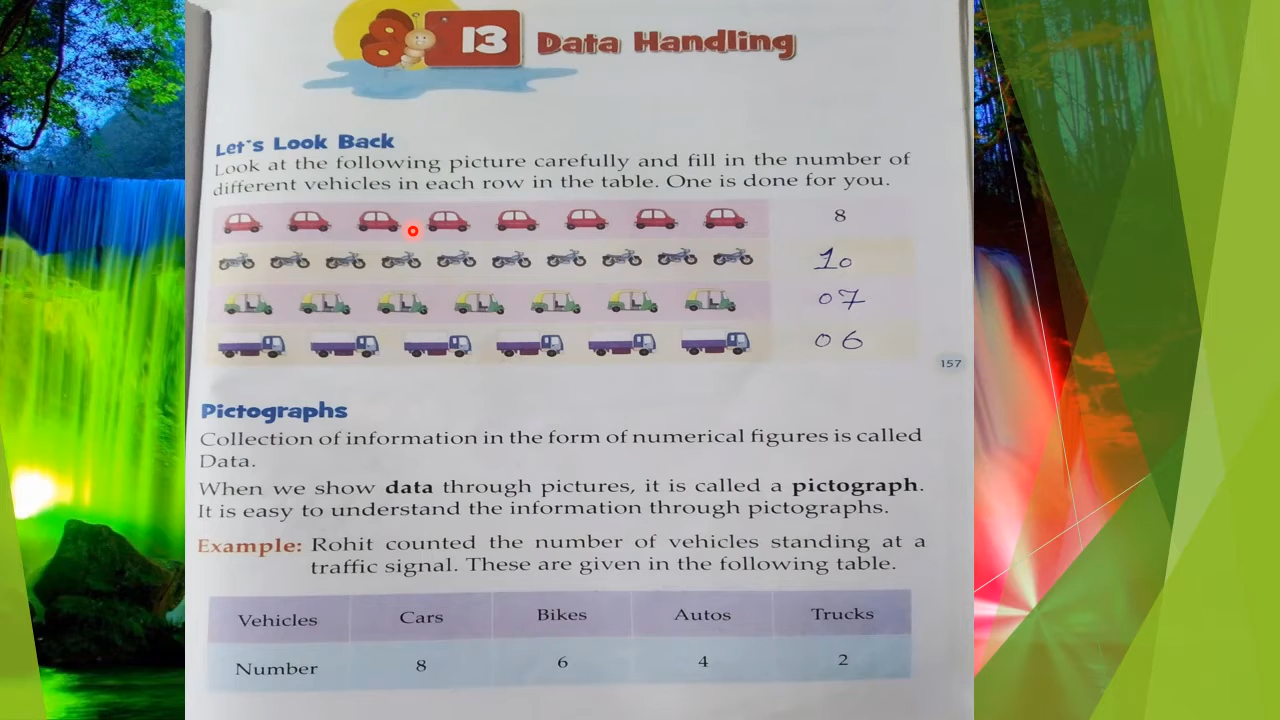 13 Data Handling
Let's Look Back
Look at the following picture carefully and fill in the number of
different vehicles in each row in the table. One is done for you.
8
10
07
06
157
Pictographs
Collection of information in the form of numerical figures is called
Data.
When we show data through pictures, it is called a pictograph.
It is easy to understand the information through pictographs.
Example: Rohit counted the number of vehicles standing at a
traffic signal. These are given in the following table.
Vehicles Cars Bikes Autos Trucks
Number 8 6 4 2